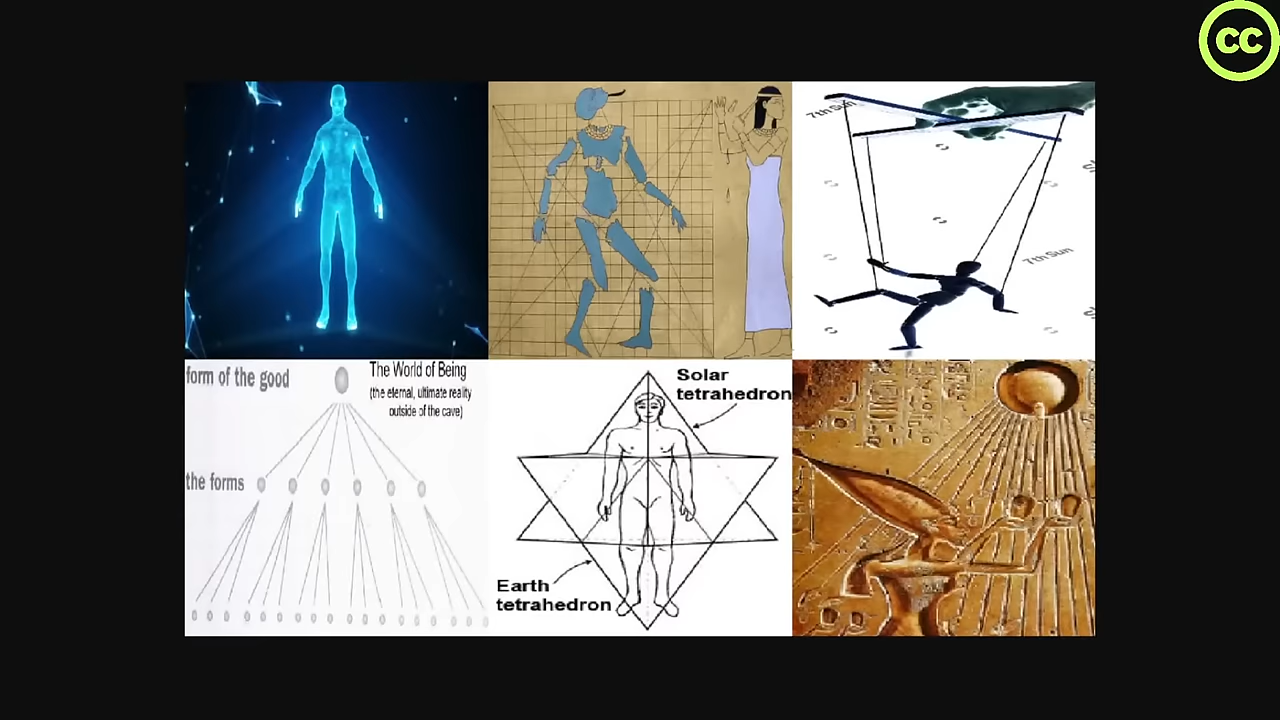 CC
7th Sun
7th Sun
form of the good
The World of Being
(the eternal, ultimate reality
outside of the cave)
the forms
Solar
tetrahedron
Earth
tetrahedron